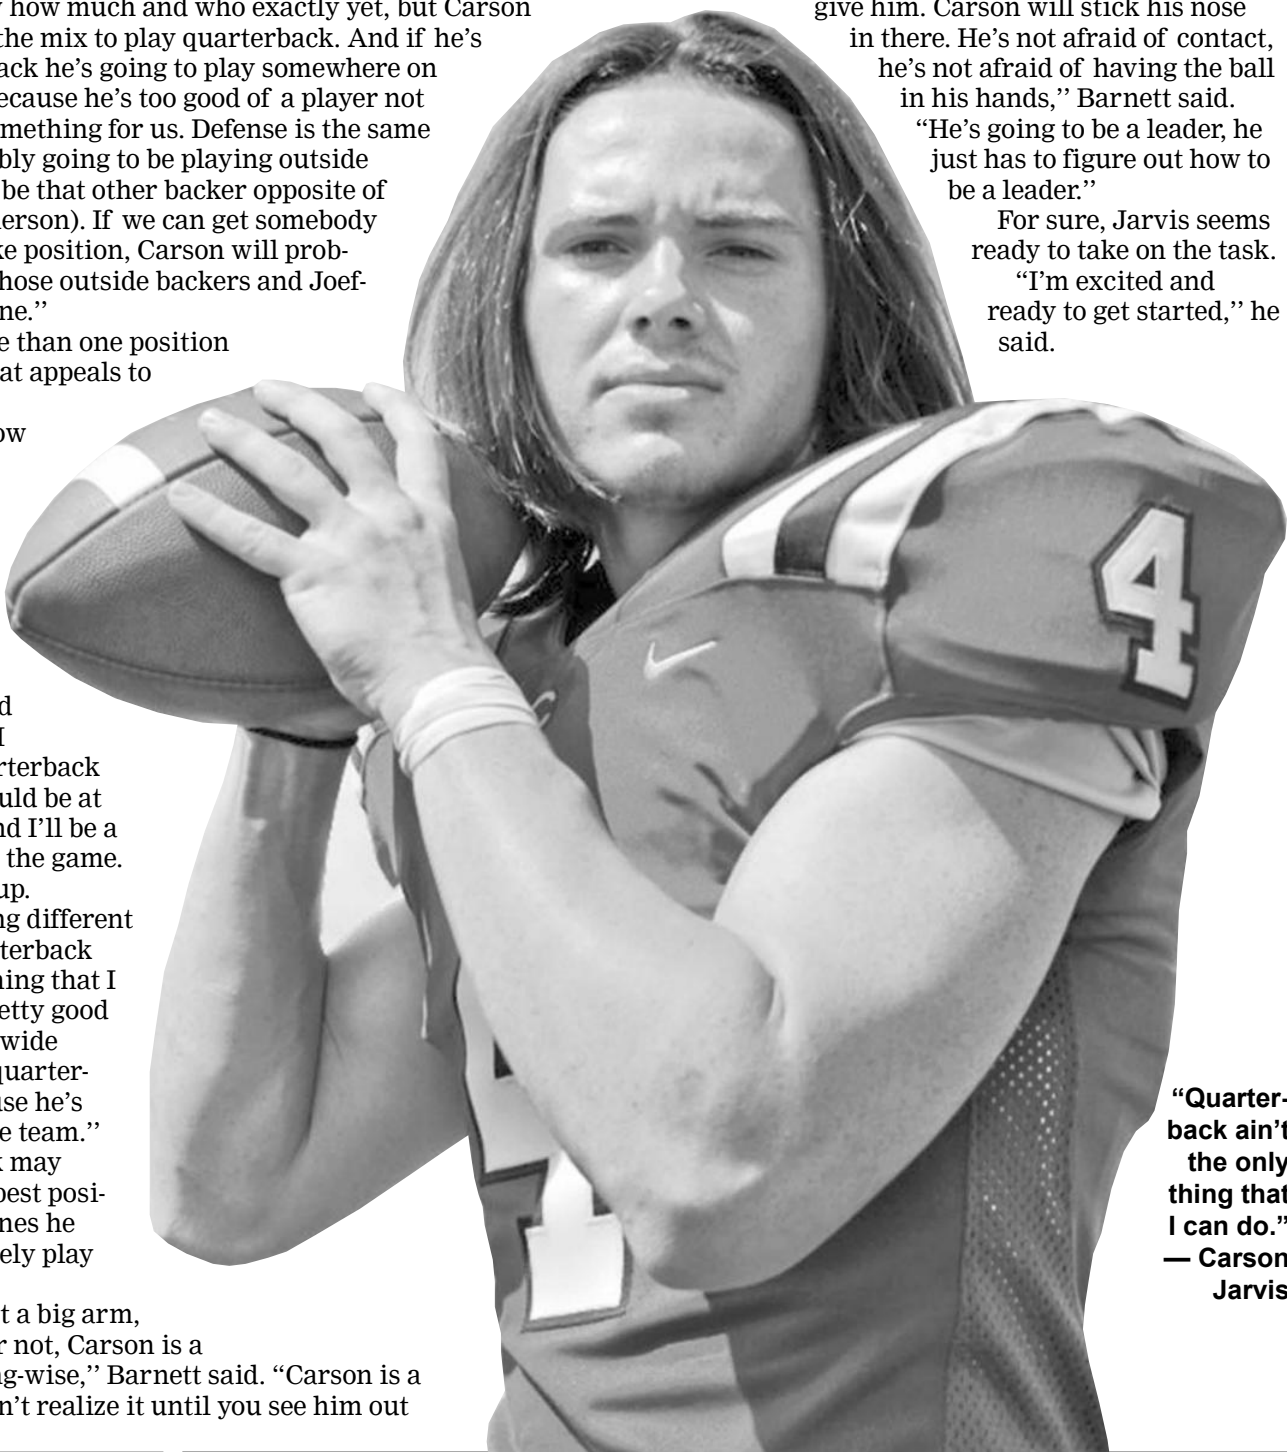 how much and who exactly yet, but Carson
the mix to play quarterback. And if he’s
ack he’s going to play somewhere on
ecause he’s too good of a player not
mething for us. Defense is the same
bly going to be playing outside
be that other backer opposite of
erson). If we can get somebody
ke position, Carson will prob-
hose outside backers and Joef-
ne.’’
e than one position
at appeals to
ow
d
I
rterback
uld be at
nd I’ll be a
the game.
up.
ng different
terback
ning that I
etty good
wide
quarter-
use he’s
e team.’’
k may
best posi-
nes he
ely play
t a big arm,
r not, Carson is a
g-wise,’’ Barnett said. “Carson is a
n’t realize it until you see him out
give him. Carson will stick his nose
in there. He’s not afraid of contact,
he’s not afraid of having the ball
in his hands,’’ Barnett said.
“He’s going to be a leader, he
just has to figure out how to
be a leader.’’
For sure, Jarvis seems
ready to take on the task.
“I’m excited and
ready to get started,’’ he
said.
4
“Quarter-
back ain’t
the only
thing that
I can do.”
— Carson
Jarvis